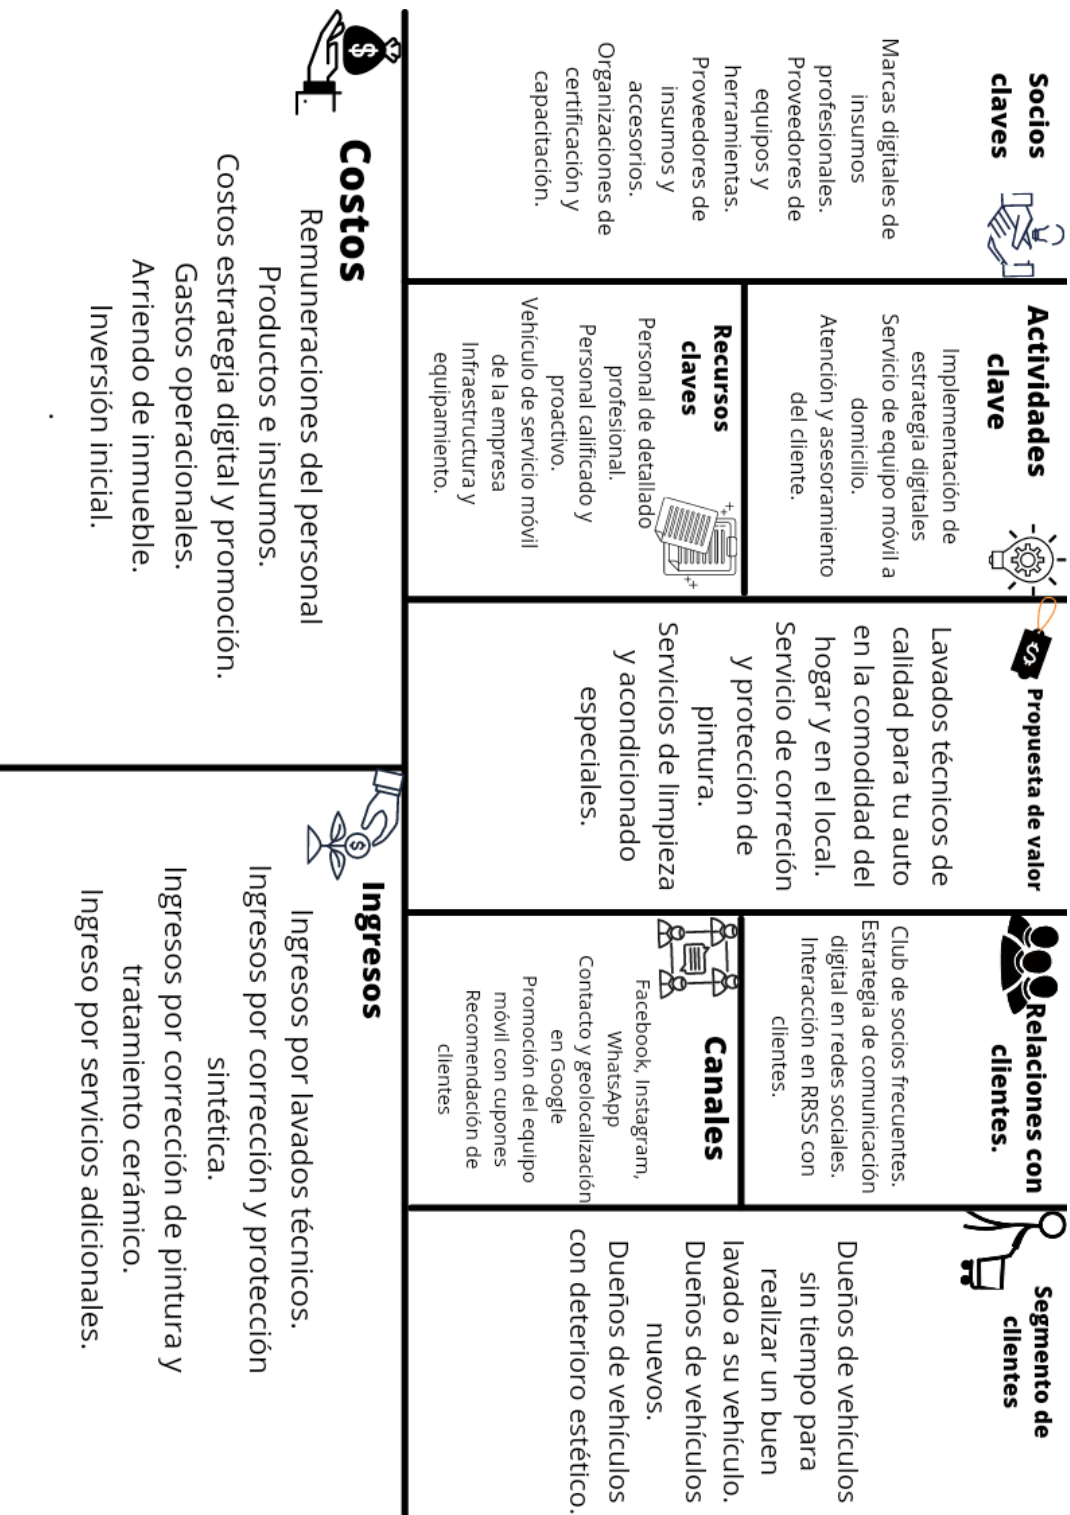 Socios
claves
Marcas digitales de
insumos
profesionales.
Proveedores de
equipos y
herramientas.
Proveedores de
insumos y
accesorios.
Organizaciones de
certificación y
capacitación.
Actividades
clave
Implementación de
estrategia digitales
Servicio de equipo móvil a
domicilio.
Atención y asesoramiento
del cliente.
Recursos
claves
Personal de detallado
profesional.
Personal calificado y
proactivo.
Vehículo de servicio móvil
de la empresa
Infraestructura y
equipamiento.
Propuesta de valor
Lavados técnicos de
calidad para tu auto
en la comodidad del
hogar y en el local.
Servicio de correción
y protección de
pintura.
Servicios de limpieza
y acondicionado
especiales.
Relaciones con
clientes.
Club de socios frecuentes.
Estrategia de comunicación
digital en redes sociales.
Interacción en RRSS con
clientes.
Canales
Facebook, Instagram,
WhatsApp
Contacto y geolocalización
en Google
Promoción del equipo
móvil con cupones
Recomendación de
clientes
Segmento de
clientes
Dueños de vehículos
sin tiempo para
realizar un buen
lavado a su vehículo.
Dueños de vehículos
nuevos.
Dueños de vehículos
con deterioro estético.
Costos
Remuneraciones del personal
Productos e insumos.
Costos estrategia digital y promoción.
Gastos operacionales.
Arriendo de inmueble.
Inversión inicial.
.
Ingresos
Ingresos por lavados técnicos.
Ingresos por corrección y protección
sintética.
Ingresos por corrección de pintura y
tratamiento cerámico.
Ingreso por servicios adicionales.